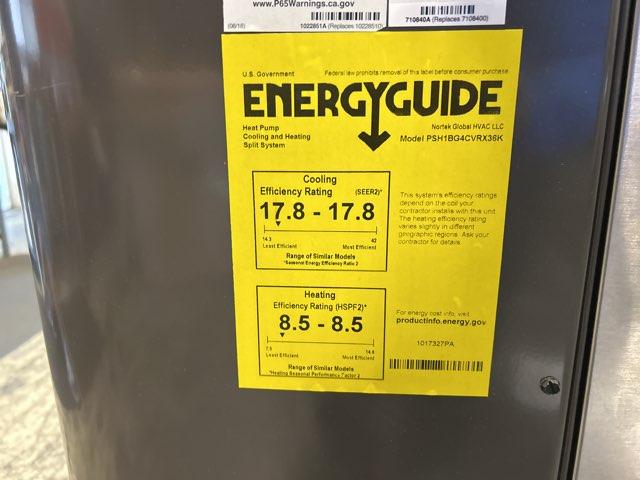 www.P65Warnings.ca.gov
(08/18)
1022851A (Replaces 10228510)
710840A (Replaces 7108400)
U.S. Government
Federal law prohibits removal of this label before consumer purchase
ENERGYGUIDE
Heat Pump
Cooling and Heating
Split System
Nortek Global HVAC LLC
Model PSH1BG4CVRX36K
Cooling
Efficiency Rating (SEER2)*
17.8 - 17.8
14.3 42
Least Efficient Most Efficient
Range of Similar Models
*Seasonal Energy Efficiency Ratio 2
This system's efficiency ratings
depend on the coil your
contractor installs with this unit.
The heating efficiency rating
varies slightly in different
geographic regions. Ask your
contractor for details.
Heating
Efficiency Rating (HSPF2)*
8.5 - 8.5
7.5 14.6
Least Efficient Most Efficient
Range of Similar Models
*Heating Seasonal Performance Factor 2
For energy cost info, visit
productinfo.energy.gov
1017327PA